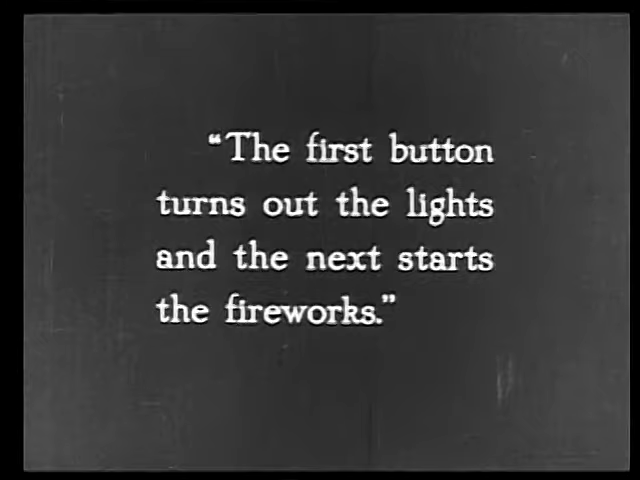 “The first button
turns out the lights
and the next starts
the fireworks.”